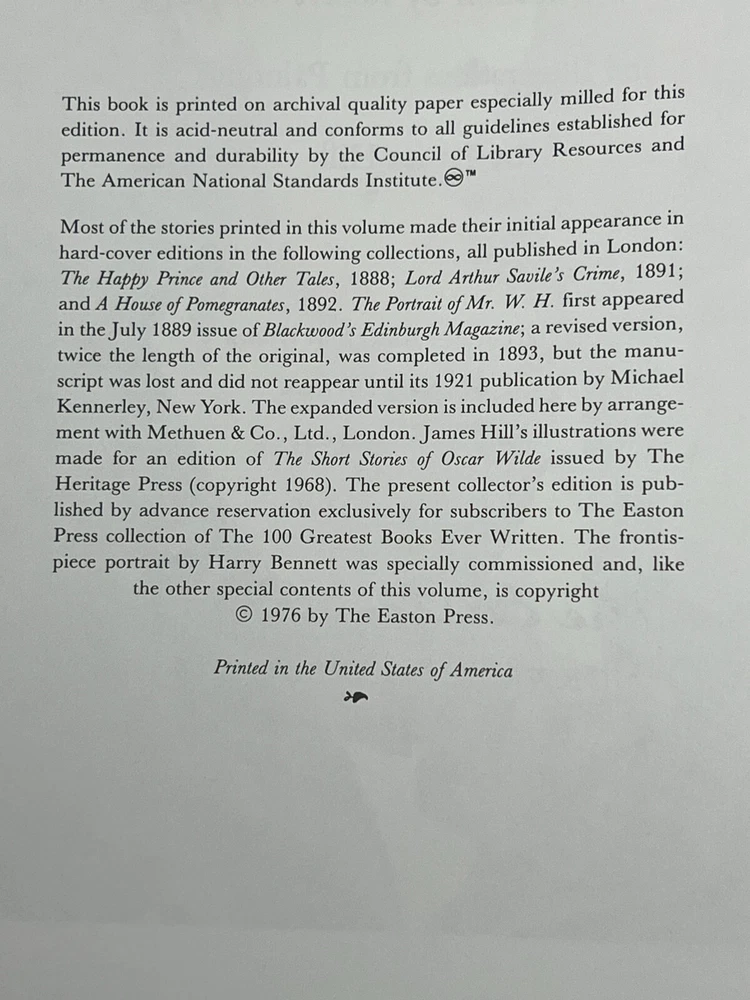 This book is printed on archival quality paper especially milled for this
edition. It is acid-neutral and conforms to all guidelines established for
permanence and durability by the Council of Library Resources and
The American National Standards Institute.♾™
Most of the stories printed in this volume made their initial appearance in
hard-cover editions in the following collections, all published in London:
The Happy Prince and Other Tales, 1888; Lord Arthur Savile's Crime, 1891;
and A House of Pomegranates, 1892. The Portrait of Mr. W. H. first appeared
in the July 1889 issue of Blackwood's Edinburgh Magazine; a revised version,
twice the length of the original, was completed in 1893, but the manu-
script was lost and did not reappear until its 1921 publication by Michael
Kennerley, New York. The expanded version is included here by arrange-
ment with Methuen & Co., Ltd., London. James Hill's illustrations were
made for an edition of The Short Stories of Oscar Wilde issued by The
Heritage Press (copyright 1968). The present collector's edition is pub-
lished by advance reservation exclusively for subscribers to The Easton
Press collection of The 100 Greatest Books Ever Written. The frontis-
piece portrait by Harry Bennett was specially commissioned and, like
the other special contents of this volume, is copyright
© 1976 by The Easton Press.
Printed in the United States of America